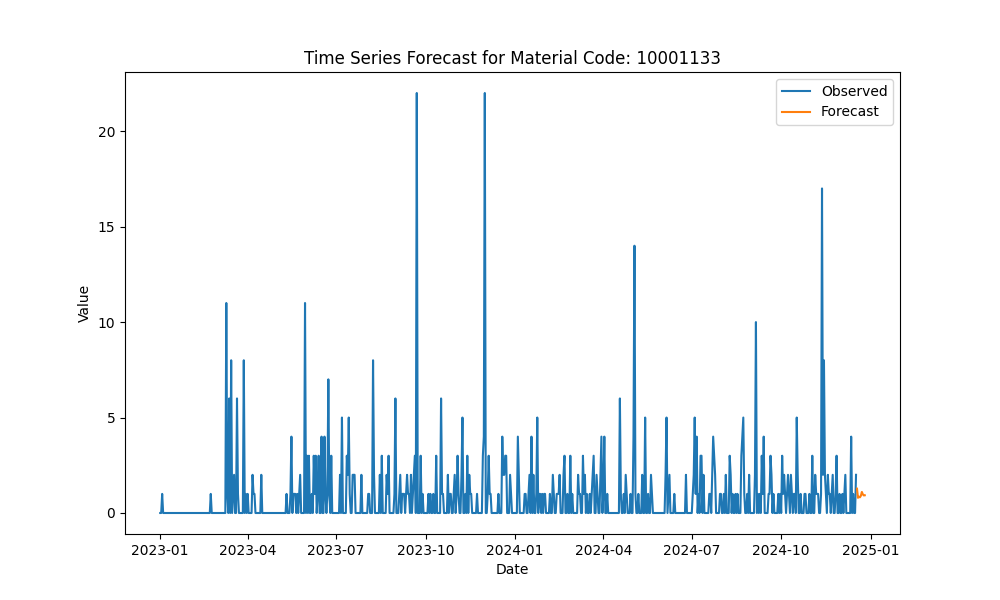 Time Series Forecast for Material Code: 10001133
Observed
Forecast
Value
20
15
10
5
0
2023-01
2023-04
2023-07
2023-10
2024-01
2024-04
2024-07
2024-10
2025-01
Date